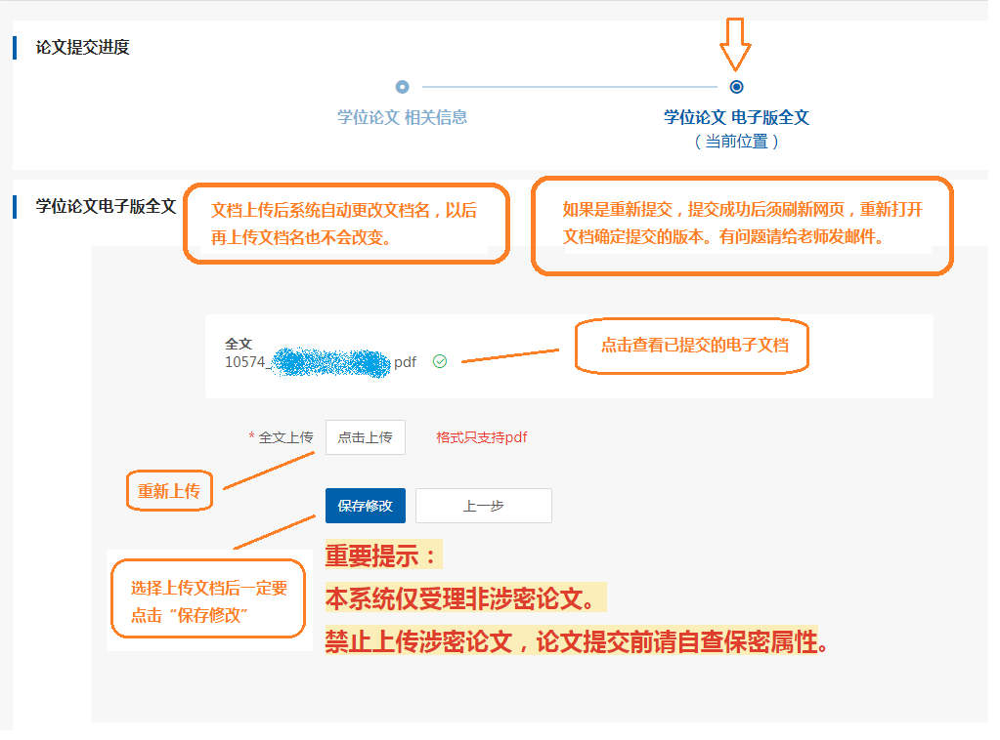 论文提交进度
学位论文 相关信息
学位论文 电子版全文
（当前位置）
学位论文电子版全文
文档上传后系统自动更改文档名，以后
再上传文档名也不会改变。
如果是重新提交，提交成功后须刷新网页，重新打开
文档确定提交的版本。有问题请给老师发邮件。
全文
10574_
pdf
点击查看已提交的电子文档
* 全文上传
点击上传
格式只支持pdf
重新上传
保存修改
上一步
选择上传文档后一定要
点击“保存修改”
重要提示：
本系统仅受理非涉密论文。
禁止上传涉密论文，论文提交前请自查保密属性。